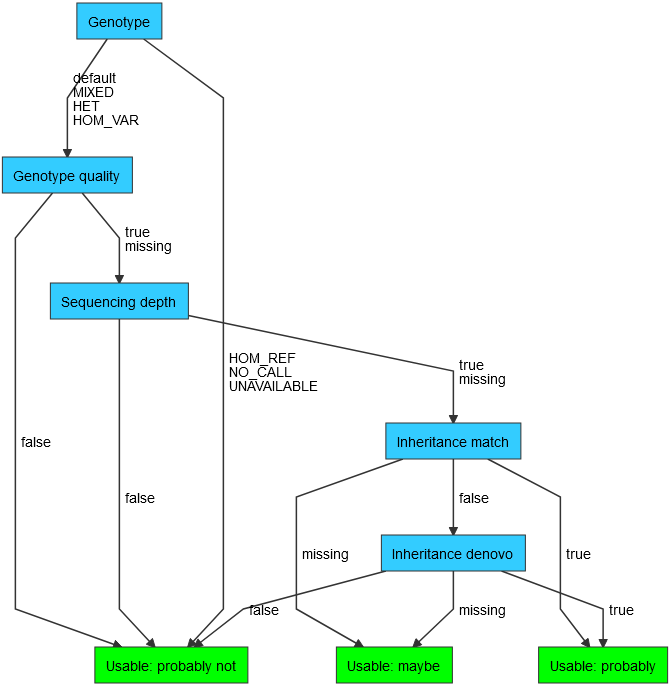 Genotype
default
MIXED
HET
HOM_VAR
Genotype quality
true
missing
Sequencing depth
HOM_REF
NO_CALL
UNAVAILABLE
true
missing
false
Inheritance match
false
false
missing
true
Inheritance denovo
false
missing
true
Usable: probably not
Usable: maybe
Usable: probably